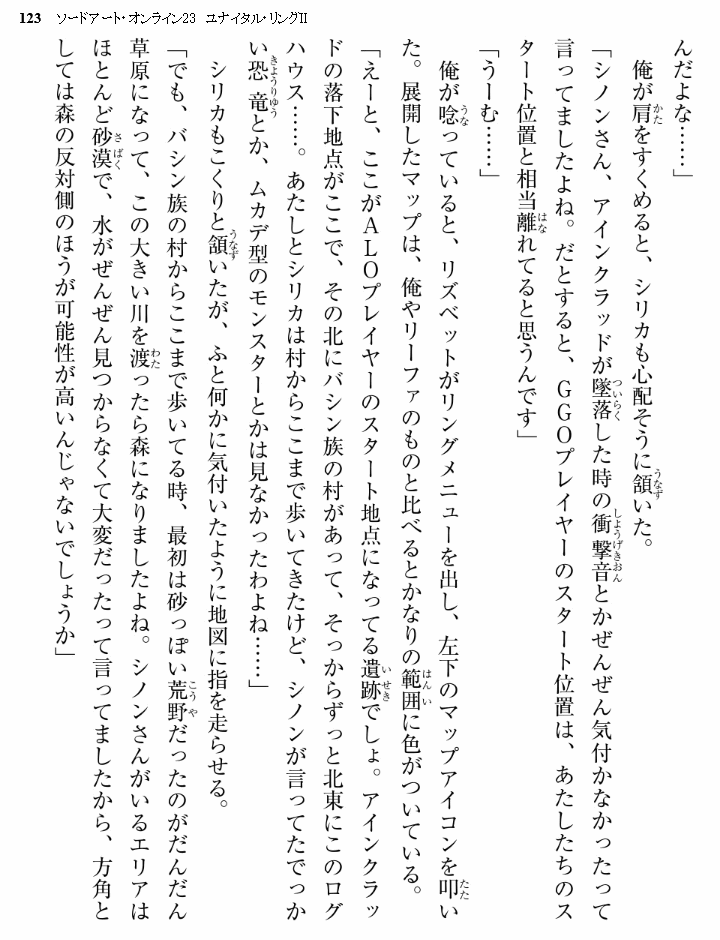 123 ソードアート・オンライン23 ユナイタル・リングⅡ
んだよな……」
俺が肩をすくめると、シリカも心配そうに頷いた。
「シノンさん、アインクラッドが墜落した時の衝撃音とかぜんぜん気付かなかったって
言ってましたよね。だとすると、ＧＧＯプレイヤーのスタート位置は、あたしたちのス
タート位置と相当離れてると思うんです」
「うーむ……」
俺が唸っていると、リズベットがリングメニューを出し、左下のマップアイコンを叩い
た。展開したマップは、俺やリーファのものと比べるとかなりの範囲に色がついている。
「えーと、ここがＡＬＯプレイヤーのスタート地点になってる遺跡でしょ。アインクラッ
ドの落下地点がここで、その北にバシン族の村があって、そっからずっと北東にこのログ
ハウス……。あたしとシリカは村からここまで歩いてきたけど、シノンが言ってたでっか
い恐竜とか、ムカデ型のモンスターとかは見なかったわよね……」
シリカもこくりと頷いたが、ふと何かに気付いたように地図に指を走らせる。
「でも、バシン族の村からここまで歩いてる時、最初は砂っぽい荒野だったのがだんだん
草原になって、この大きい川を渡ったら森になりましたよね。シノンさんがいるエリアは
ほとんど砂漠で、水がぜんぜん見つからなくて大変だったって言ってましたから、方角と
しては森の反対側のほうが可能性が高いんじゃないでしょうか」